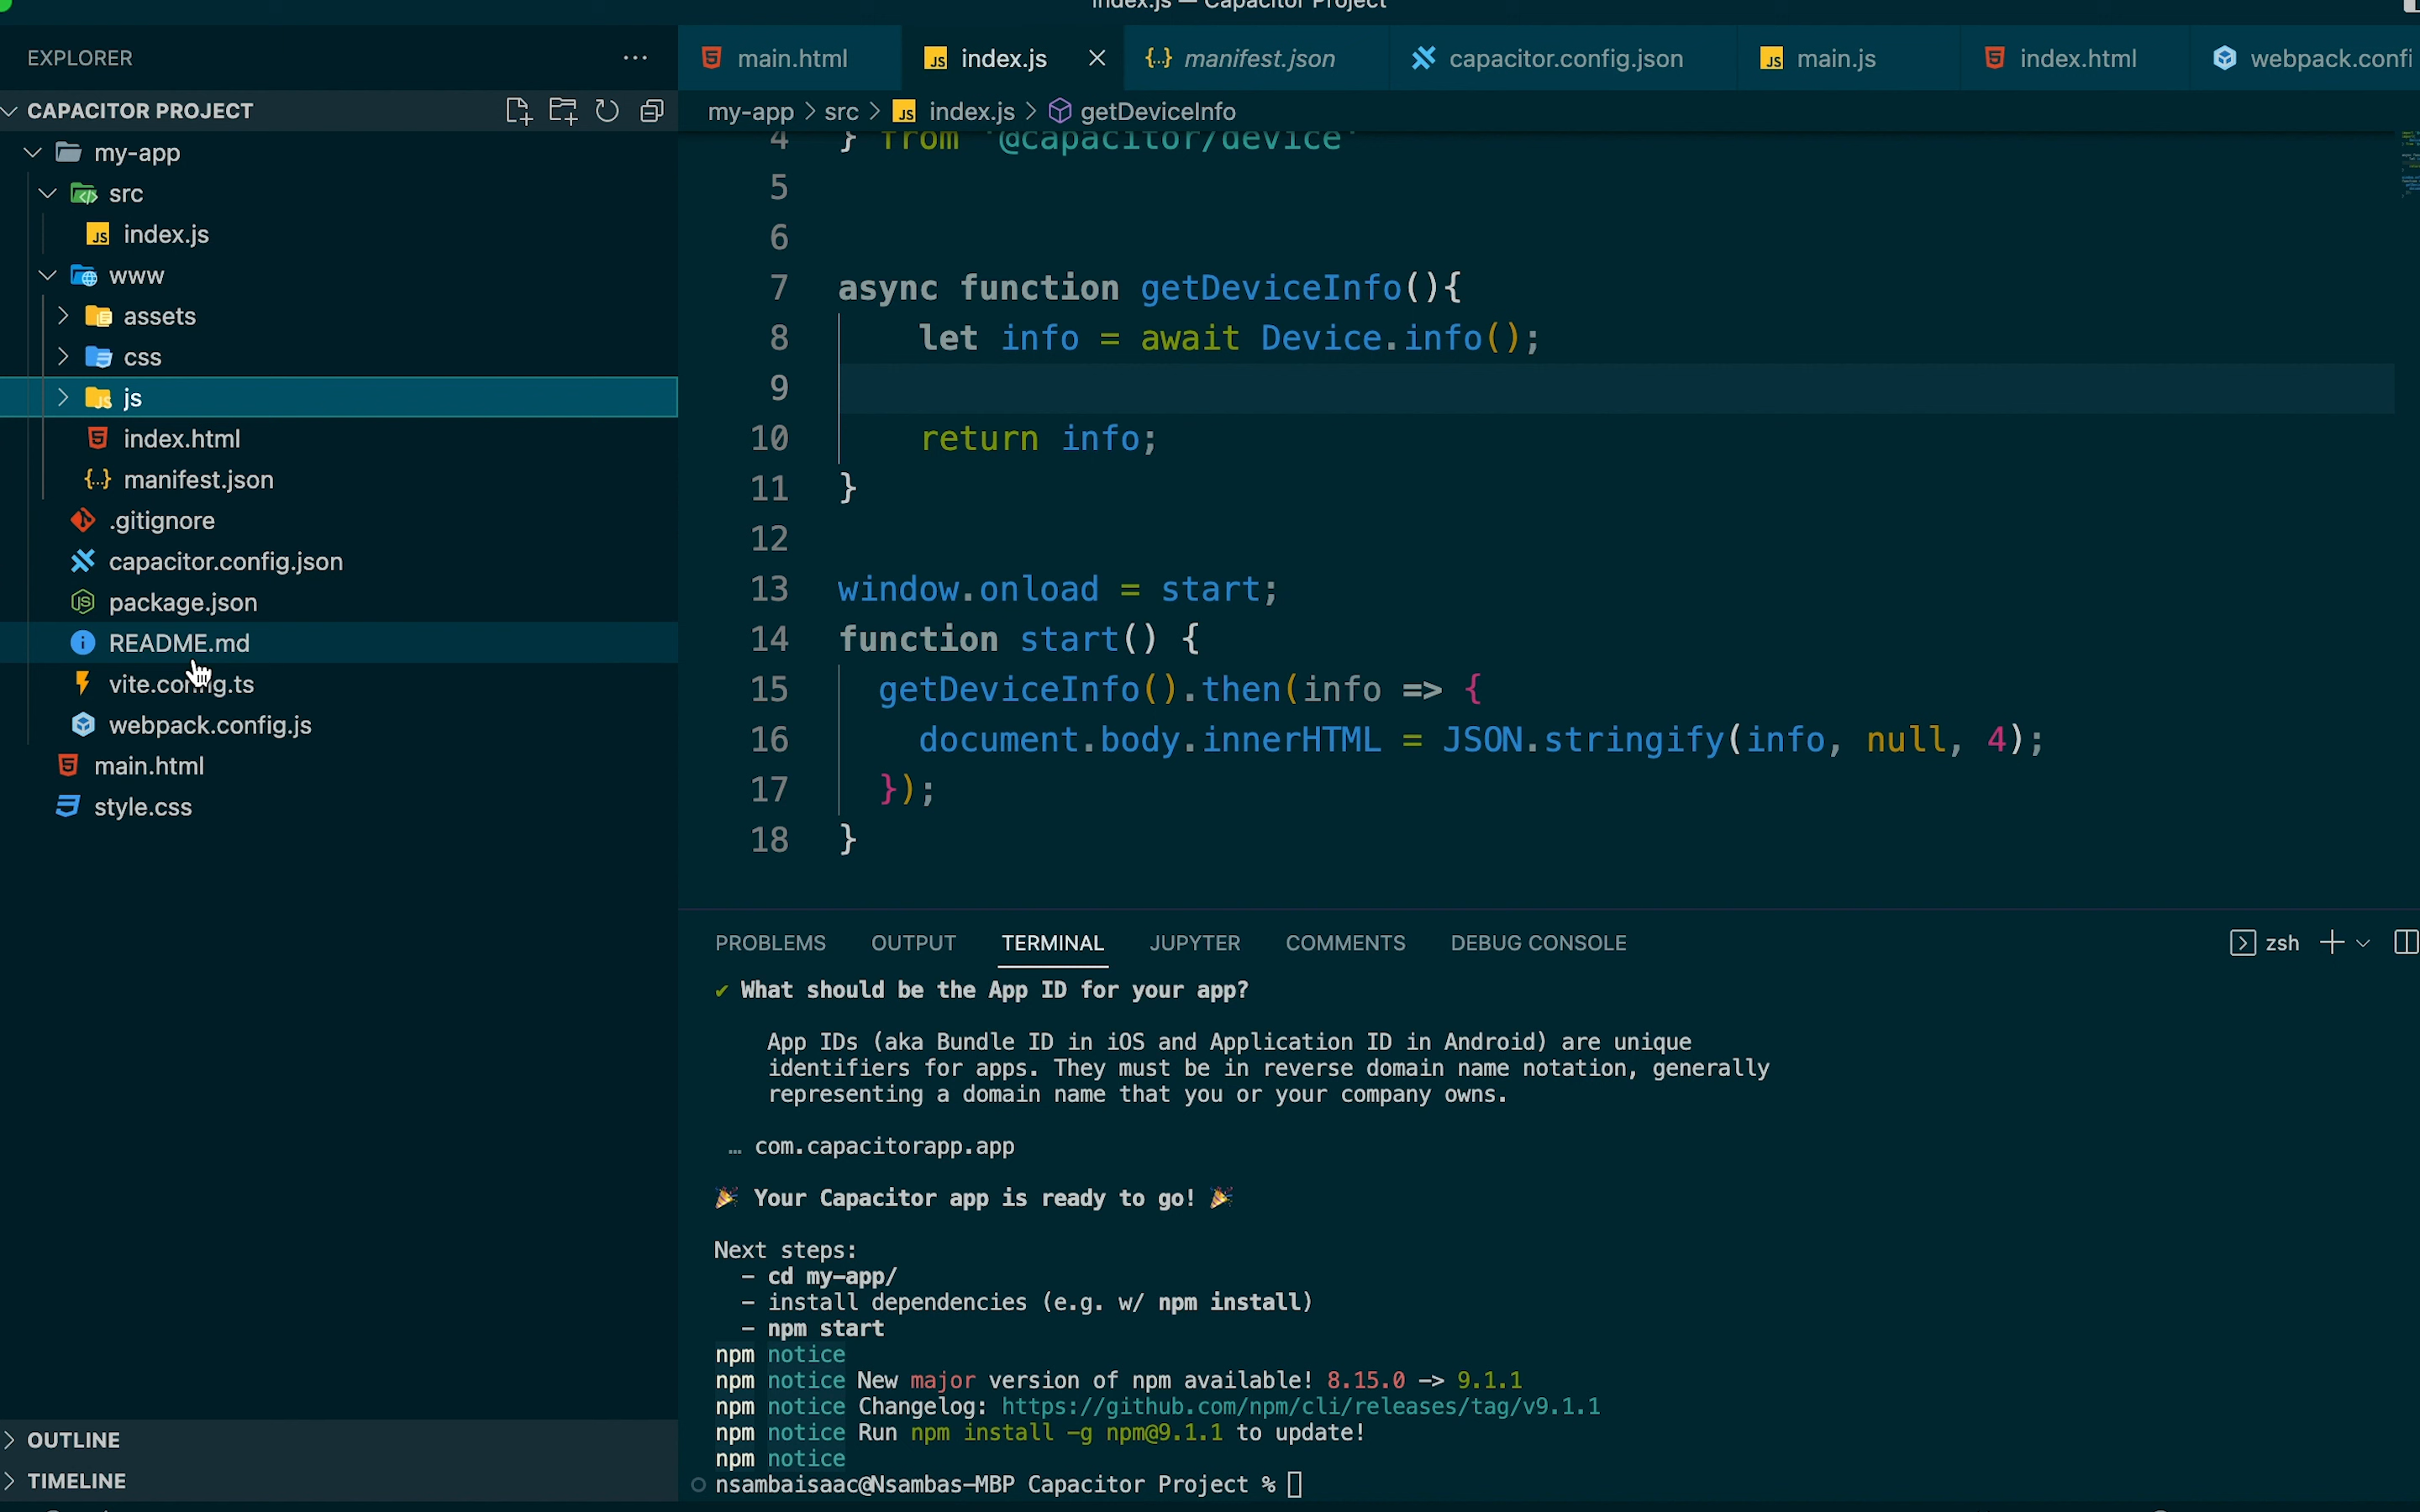 index.js — Capacitor Project
EXPLORER
main.html
index.js
manifest.json
capacitor.config.json
main.js
index.html
webpack.confi
CAPACITOR PROJECT
my-app > src > index.js > getDeviceInfo
my-app
src
index.js
www
assets
css
js
index.html
manifest.json
.gitignore
capacitor.config.json
package.json
README.md
vite.config.ts
webpack.config.js
main.html
style.css
OUTLINE
TIMELINE
4 } from '@capacitor/device'
5
6
7 async function getDeviceInfo(){
8 let info = await Device.info();
9
10 return info;
11 }
12
13 window.onload = start;
14 function start() {
15 getDeviceInfo().then(info => {
16 document.body.innerHTML = JSON.stringify(info, null, 4);
17 });
18 }
PROBLEMS OUTPUT TERMINAL JUPYTER COMMENTS DEBUG CONSOLE
zsh
✔ What should be the App ID for your app?
App IDs (aka Bundle ID in iOS and Application ID in Android) are unique
identifiers for apps. They must be in reverse domain name notation, generally
representing a domain name that you or your company owns.
… com.capacitorapp.app
🎉 Your Capacitor app is ready to go! 🎉
Next steps:
- cd my-app/
- install dependencies (e.g. w/ npm install)
- npm start
npm notice
npm notice New major version of npm available! 8.15.0 -> 9.1.1
npm notice Changelog: https://github.com/npm/cli/releases/tag/v9.1.1
npm notice Run npm install -g npm@9.1.1 to update!
npm notice
nsambaisaac@Nsambas-MBP Capacitor Project %